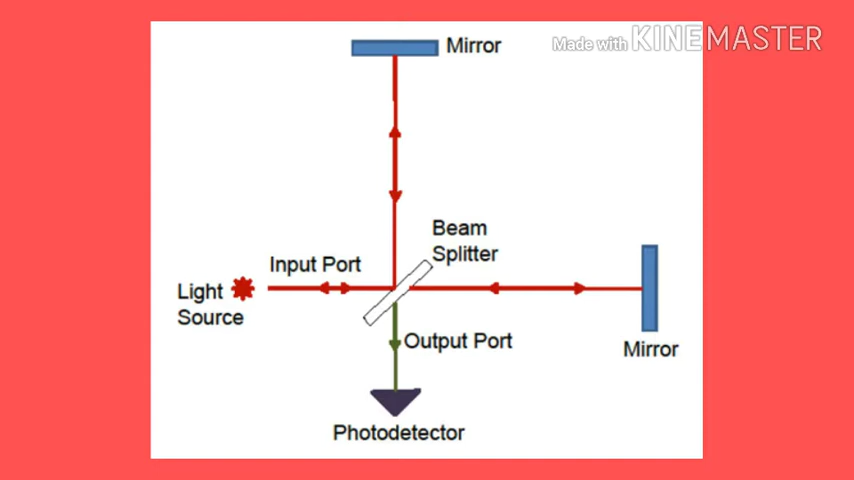 Mirror
Made with KINEMASTER
Beam
Splitter
Input Port
Light
Source
Output Port
Mirror
Photodetector